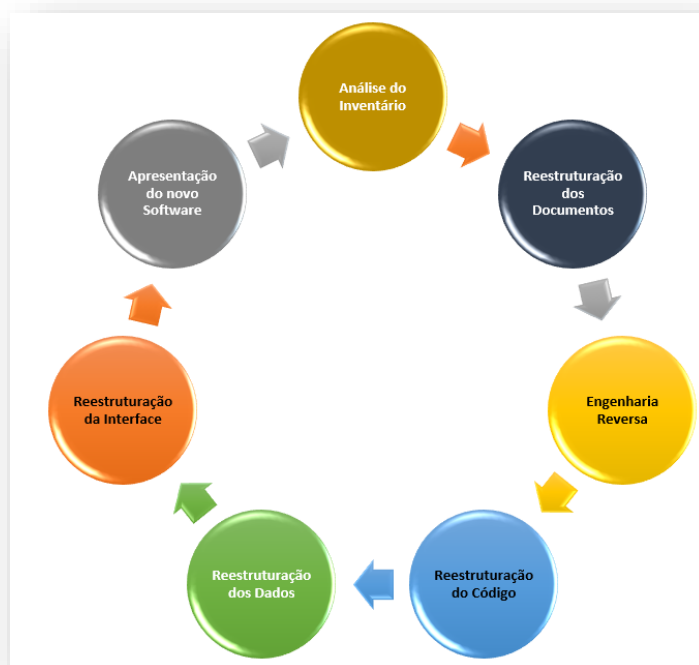 Análise do
Inventário
Reestruturação
dos
Documentos
Engenharia
Reversa
Reestruturação
do Código
Reestruturação
dos Dados
Reestruturação
da Interface
Apresentação
do novo
Software